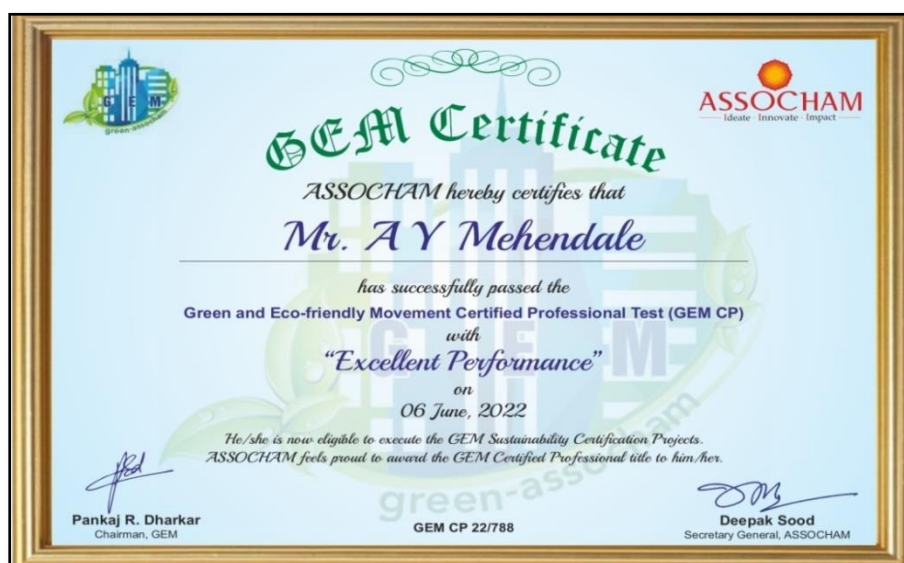 GEM
green-assocham
ASSOCHAM
Ideate · Innovate · Impact
GEM Certificate
ASSOCHAM hereby certifies that
Mr. A Y Mehendale
has successfully passed the
Green and Eco-friendly Movement Certified Professional Test (GEM CP)
with
“Excellent Performance”
on
06 June, 2022
He/she is now eligible to execute the GEM Sustainability Certification Projects.
ASSOCHAM feels proud to award the GEM Certified Professional title to him/her.
GEM
green-assocham
Pankaj R. Dharkar
Chairman, GEM
GEM CP 22/788
Deepak Sood
Secretary General, ASSOCHAM